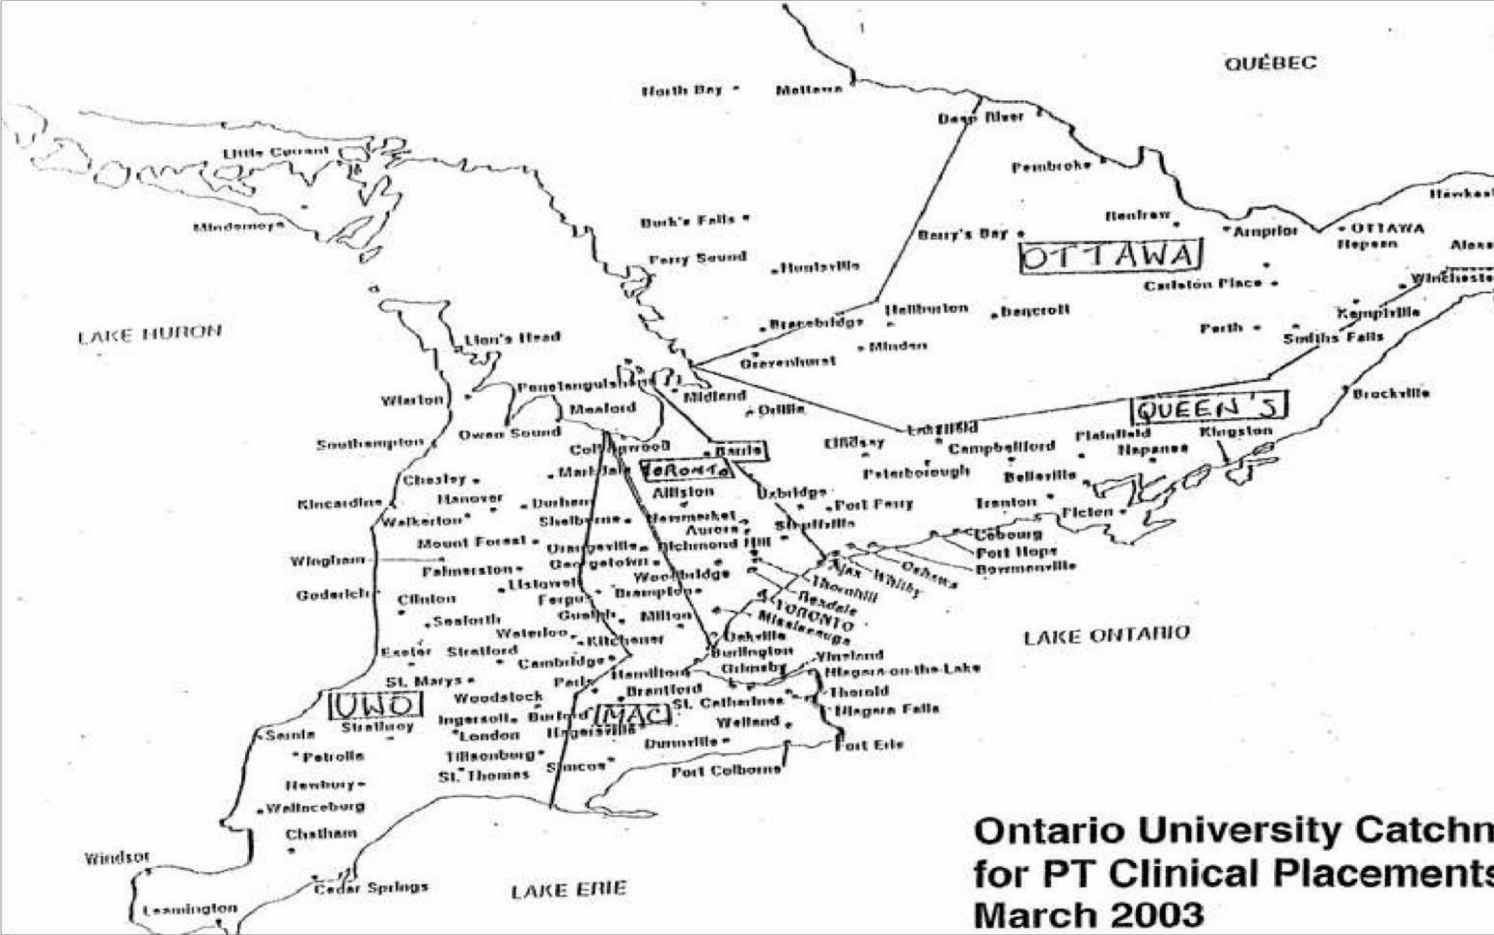 QUÉBEC
North Bay
Mattawa
Deep River
Little Current
Pembroke
Hawkes
Mindemoya
Burk's Falls
Renfrew
Barry's Bay
Arnprior
OTTAWA
Nepean
OTTAWA
Alexa
Parry Sound
Huntsville
Carleton Place
Wincheste
Haliburton
Bancroft
Kemptville
LAKE HURON
Bracebridge
Perth
Smiths Falls
Lion's Head
Minden
Gravenhurst
Penetanguishene
Midland
Brockville
Wiarton
Meaford
Orillia
QUEEN'S
Owen Sound
Lakefield
Plainfield
Kingston
Southampton
Collingwood
Barrie
Lindsay
Campbellford
Napanee
Chesley
Markdale
TORONTO
Peterborough
Belleville
Kincardine
Hanover
Durham
Alliston
Uxbridge
Port Perry
Trenton
Picton
Walkerton
Shelburne
Newmarket
Stouffville
Aurora
Cobourg
Mount Forest
Orangeville
Richmond Hill
Port Hope
Wingham
Palmerston
Georgetown
Woodbridge
Ajax
Whitby
Oshawa
Bowmanville
Goderich
Clinton
Listowel
Fergus
Brampton
Thornhill
Rexdale
TORONTO
Mississauga
Seaforth
Guelph
Milton
Waterloo
Kitchener
Oakville
LAKE ONTARIO
Exeter
Stratford
Cambridge
Burlington
Vineland
St. Marys
Paris
Hamilton
Grimsby
Niagara-on-the-Lake
UWO
Woodstock
Brantford
St. Catherines
Thorold
Strathroy
Ingersoll
Burford
MAC
Niagara Falls
Sarnia
London
Hagersville
Welland
Petrolia
Tillsonburg
Dunnville
Fort Erie
St. Thomas
Simcoe
Port Colborne
Newbury
Wallaceburg
Chatham
Windsor
Cedar Springs
LAKE ERIE
Leamington
Ontario University Catchm
for PT Clinical Placements
March 2003